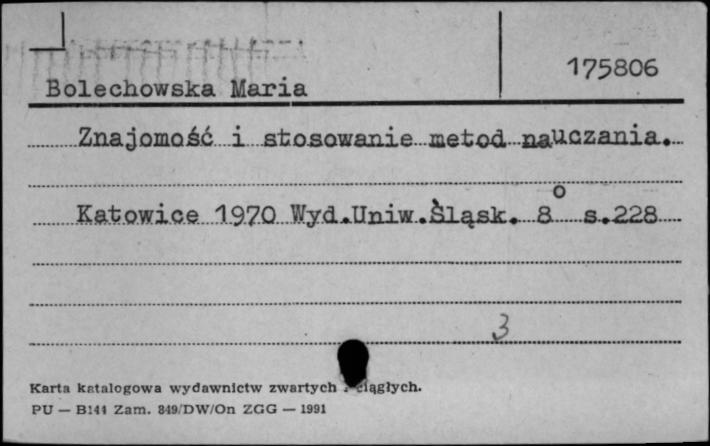 175806
Bolechowska Maria
Znajomość i stosowanie metod nauczania.
Katowice 1970 Wyd.Uniw.Śląsk. 8° s.228
3
Karta katalogowa wydawnictw zwartych i ciągłych.
PU — B144 Zam. 849/DW/On ZGG — 1991